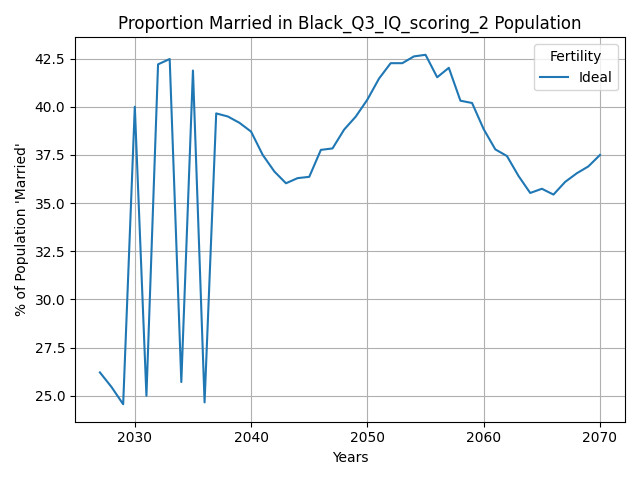 Proportion Married in Black_Q3_IQ_scoring_2 Population
% of Population 'Married'
42.5
40.0
37.5
35.0
32.5
30.0
27.5
25.0
Fertility
Ideal
2030 2040 2050 2060 2070
Years